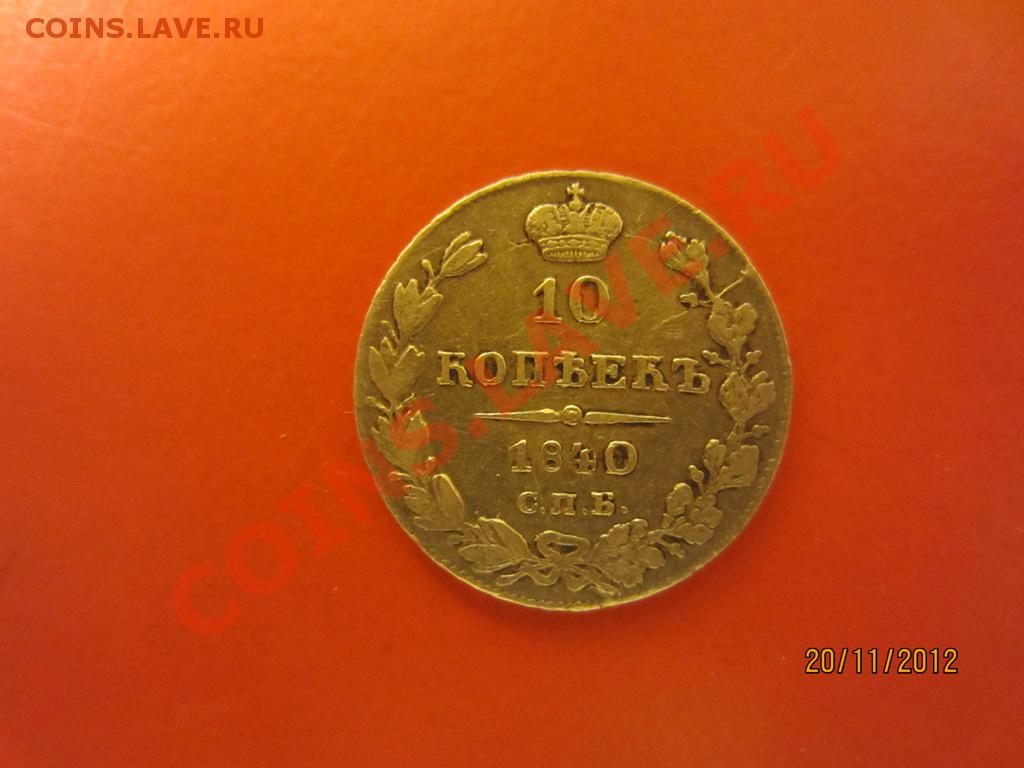 COINS.LAVE.RU
COINS.LAVE.RU
10
КОПѢЕКЪ
1840
С.П.Б.
20/11/2012